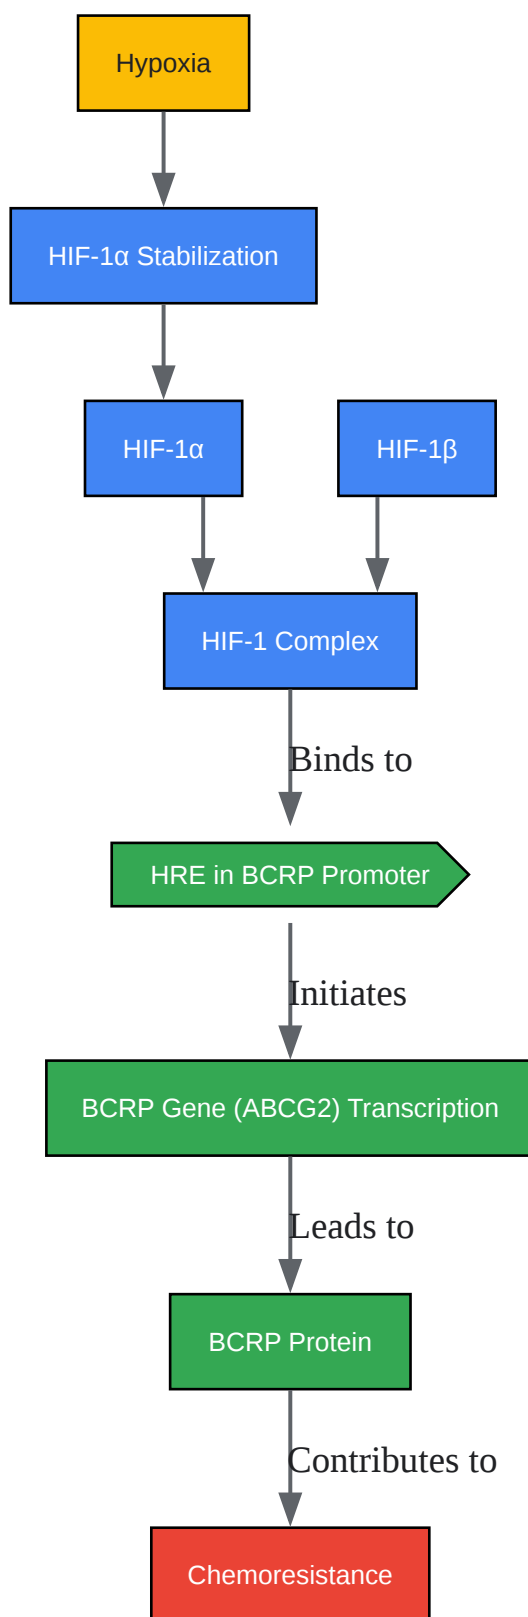 Hypoxia
HIF-1α Stabilization
HIF-1α
HIF-1β
HIF-1 Complex
Binds to
HRE in BCRP Promoter
Initiates
BCRP Gene (ABCG2) Transcription
Leads to
BCRP Protein
Contributes to
Chemoresistance